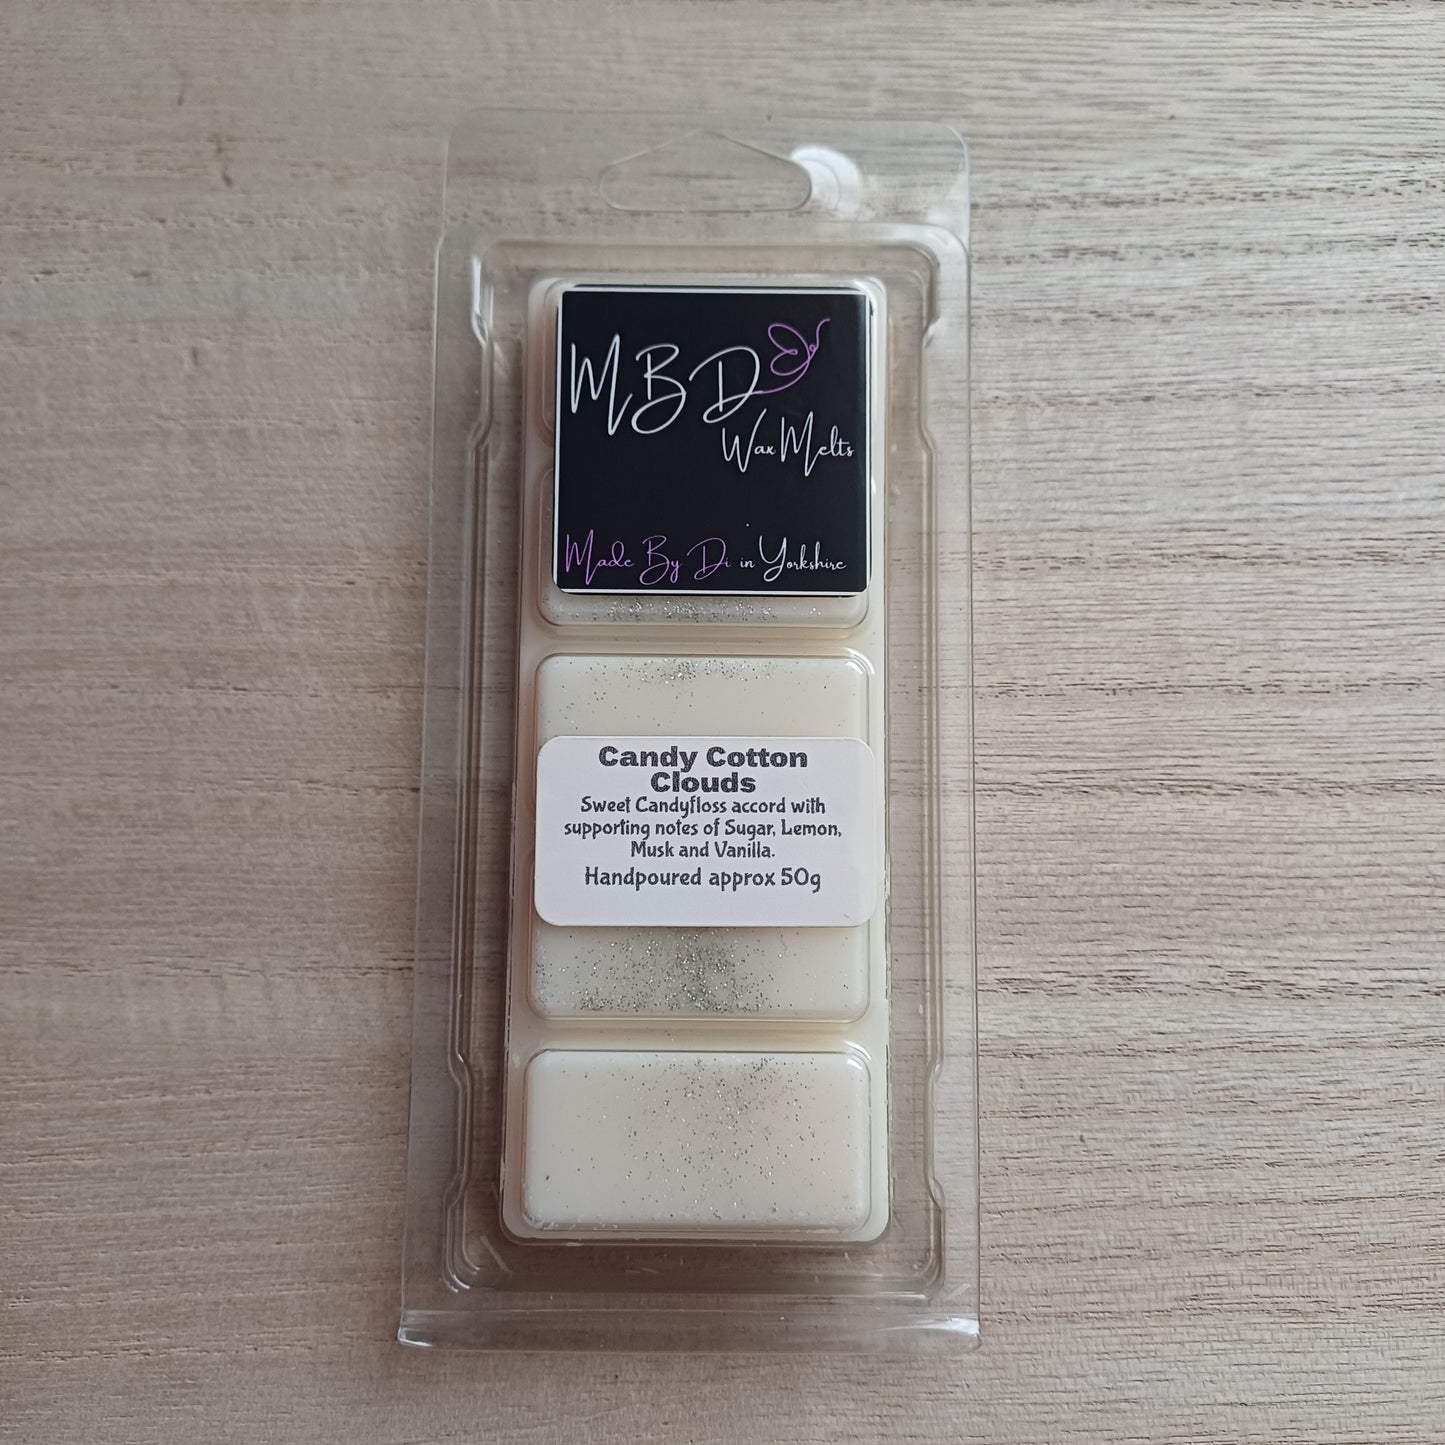 MBD
Wax Melts
Made By Di in Yorkshire
Candy Cotton
Clouds
Sweet Candyfloss accord with
supporting notes of Sugar, Lemon,
Musk and Vanilla.
Handpoured approx 50g